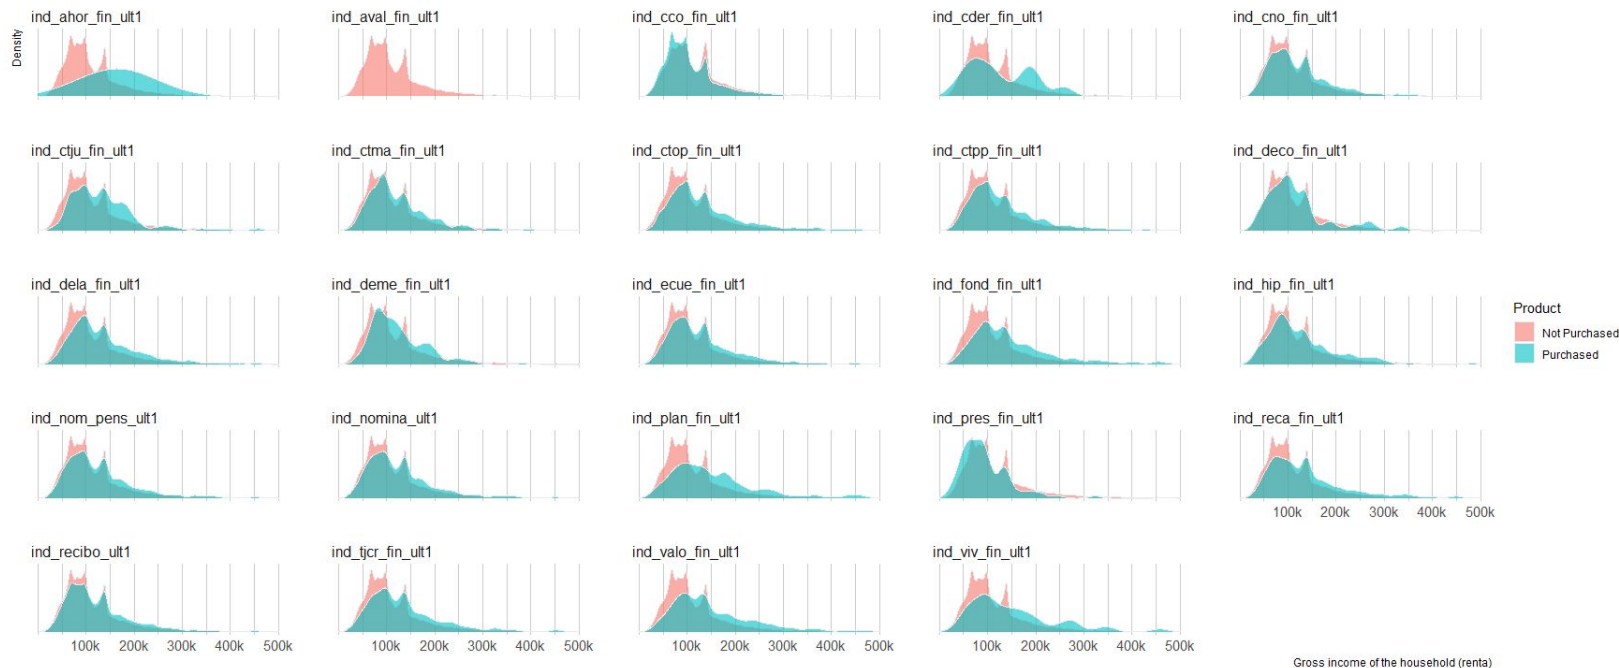 ind_ahor_fin_ult1
ind_aval_fin_ult1
ind_cco_fin_ult1
ind_cder_fin_ult1
ind_cno_fin_ult1
Density
ind_ctju_fin_ult1
ind_ctma_fin_ult1
ind_ctop_fin_ult1
ind_ctpp_fin_ult1
ind_deco_fin_ult1
ind_dela_fin_ult1
ind_deme_fin_ult1
ind_ecue_fin_ult1
ind_fond_fin_ult1
ind_hip_fin_ult1
Product
Not Purchased
Purchased
ind_nom_pens_ult1
ind_nomina_ult1
ind_plan_fin_ult1
ind_pres_fin_ult1
ind_reca_fin_ult1
100k 200k 300k 400k 500k
ind_recibo_ult1
ind_tjcr_fin_ult1
ind_valo_fin_ult1
ind_viv_fin_ult1
100k 200k 300k 400k 500k
100k 200k 300k 400k 500k
100k 200k 300k 400k 500k
100k 200k 300k 400k 500k
Gross income of the household (renta)